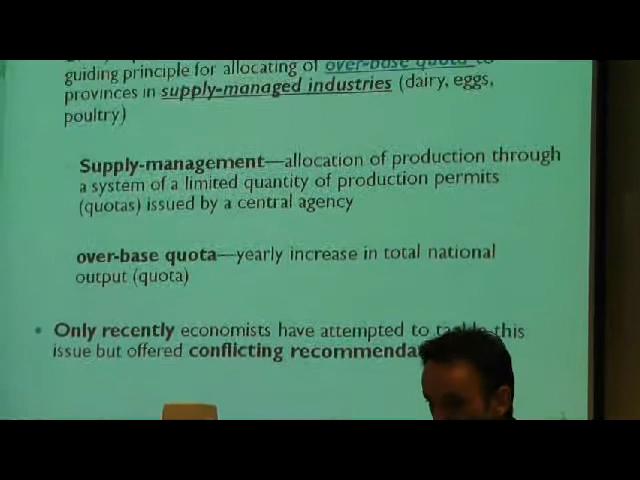 guiding principle for allocating of over-base quota to
provinces in supply-managed industries (dairy, eggs,
poultry)
Supply-management—allocation of production through
a system of a limited quantity of production permits
(quotas) issued by a central agency
over-base quota—yearly increase in total national
output (quota)
• Only recently economists have attempted to tackle this
issue but offered conflicting